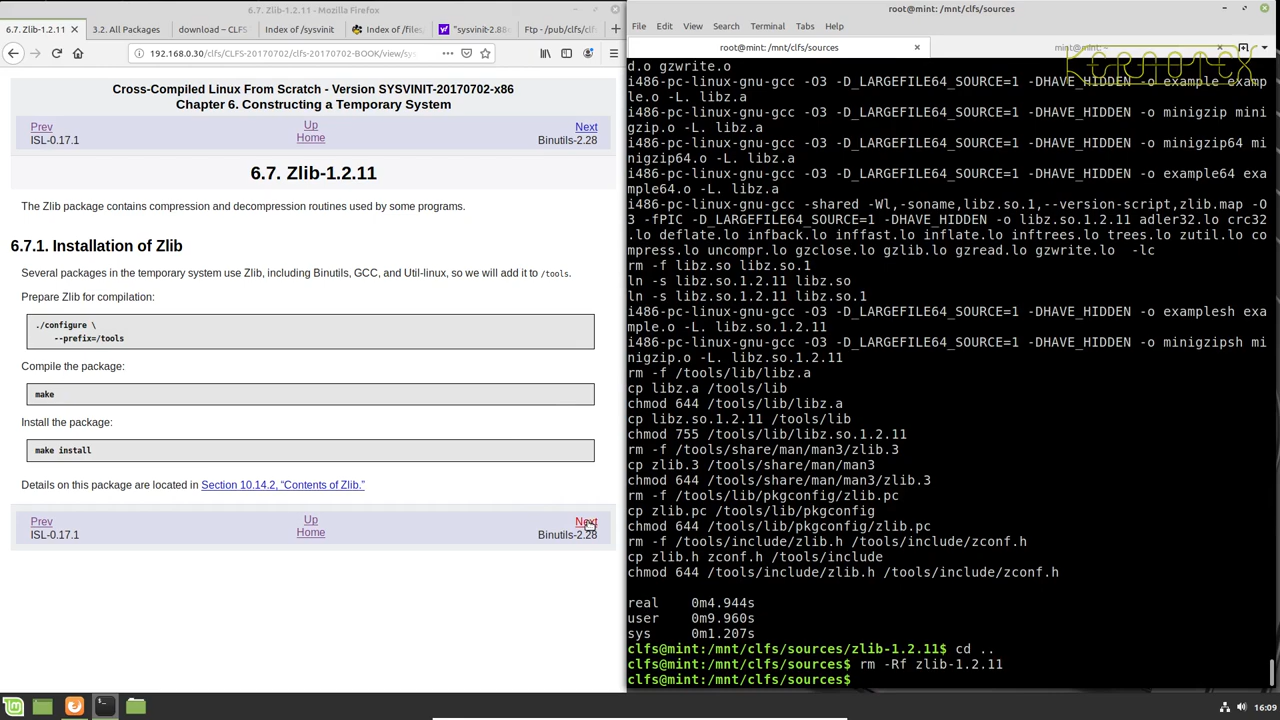 6.7. Zlib-1.2.11 - Mozilla Firefox
6.7. Zlib-1.2.11
3.2. All Packages
download – CLFS
Index of /sysvinit
Index of /files
"sysvinit-2.88
Ftp - /pub/clfs/clfs
192.168.0.30/clfs/CLFS-20170702/clfs-20170702-BOOK/view/sy
Cross-Compiled Linux From Scratch - Version SYSVINIT-20170702-x86
Chapter 6. Constructing a Temporary System
Prev
Up
Next
ISL-0.17.1
Home
Binutils-2.28
6.7. Zlib-1.2.11
The Zlib package contains compression and decompression routines used by some programs.
6.7.1. Installation of Zlib
Several packages in the temporary system use Zlib, including Binutils, GCC, and Util-linux, so we will add it to /tools.
Prepare Zlib for compilation:
./configure \
--prefix=/tools
Compile the package:
make
Install the package:
make install
Details on this package are located in Section 10.14.2, “Contents of Zlib.”
Prev
Up
Next
ISL-0.17.1
Home
Binutils-2.28
root@mint: /mnt/clfs/sources
File Edit View Search Terminal Tabs Help
root@mint: /mnt/clfs/sources
root@mint: ~
d.o gzwrite.o
i486-pc-linux-gnu-gcc -O3 -D_LARGEFILE64_SOURCE=1 -DHAVE_HIDDEN -o example examp
le.o -L. libz.a
i486-pc-linux-gnu-gcc -O3 -D_LARGEFILE64_SOURCE=1 -DHAVE_HIDDEN -o minigzip mini
gzip.o -L. libz.a
i486-pc-linux-gnu-gcc -O3 -D_LARGEFILE64_SOURCE=1 -DHAVE_HIDDEN -o minigzip64 mi
nigzip64.o -L. libz.a
i486-pc-linux-gnu-gcc -O3 -D_LARGEFILE64_SOURCE=1 -DHAVE_HIDDEN -o example64 exa
mple64.o -L. libz.a
i486-pc-linux-gnu-gcc -shared -Wl,-soname,libz.so.1,--version-script,zlib.map -O
3 -fPIC -D_LARGEFILE64_SOURCE=1 -DHAVE_HIDDEN -o libz.so.1.2.11 adler32.lo crc32
.lo deflate.lo infback.lo inffast.lo inflate.lo inftrees.lo trees.lo zutil.lo co
mpress.lo uncompr.lo gzclose.lo gzlib.lo gzread.lo gzwrite.lo  -lc
rm -f libz.so libz.so.1
ln -s libz.so.1.2.11 libz.so
ln -s libz.so.1.2.11 libz.so.1
i486-pc-linux-gnu-gcc -O3 -D_LARGEFILE64_SOURCE=1 -DHAVE_HIDDEN -o examplesh exa
mple.o -L. libz.so.1.2.11
i486-pc-linux-gnu-gcc -O3 -D_LARGEFILE64_SOURCE=1 -DHAVE_HIDDEN -o minigzipsh mi
nigzip.o -L. libz.so.1.2.11
rm -f /tools/lib/libz.a
cp libz.a /tools/lib
chmod 644 /tools/lib/libz.a
cp libz.so.1.2.11 /tools/lib
chmod 755 /tools/lib/libz.so.1.2.11
rm -f /tools/share/man/man3/zlib.3
cp zlib.3 /tools/share/man/man3
chmod 644 /tools/share/man/man3/zlib.3
rm -f /tools/lib/pkgconfig/zlib.pc
cp zlib.pc /tools/lib/pkgconfig
chmod 644 /tools/lib/pkgconfig/zlib.pc
rm -f /tools/include/zlib.h /tools/include/zconf.h
cp zlib.h zconf.h /tools/include
chmod 644 /tools/include/zlib.h /tools/include/zconf.h
real 0m4.944s
user 0m9.960s
sys 0m1.207s
clfs@mint:/mnt/clfs/sources/zlib-1.2.11$ cd ..
clfs@mint:/mnt/clfs/sources$ rm -Rf zlib-1.2.11
clfs@mint:/mnt/clfs/sources$
16:09